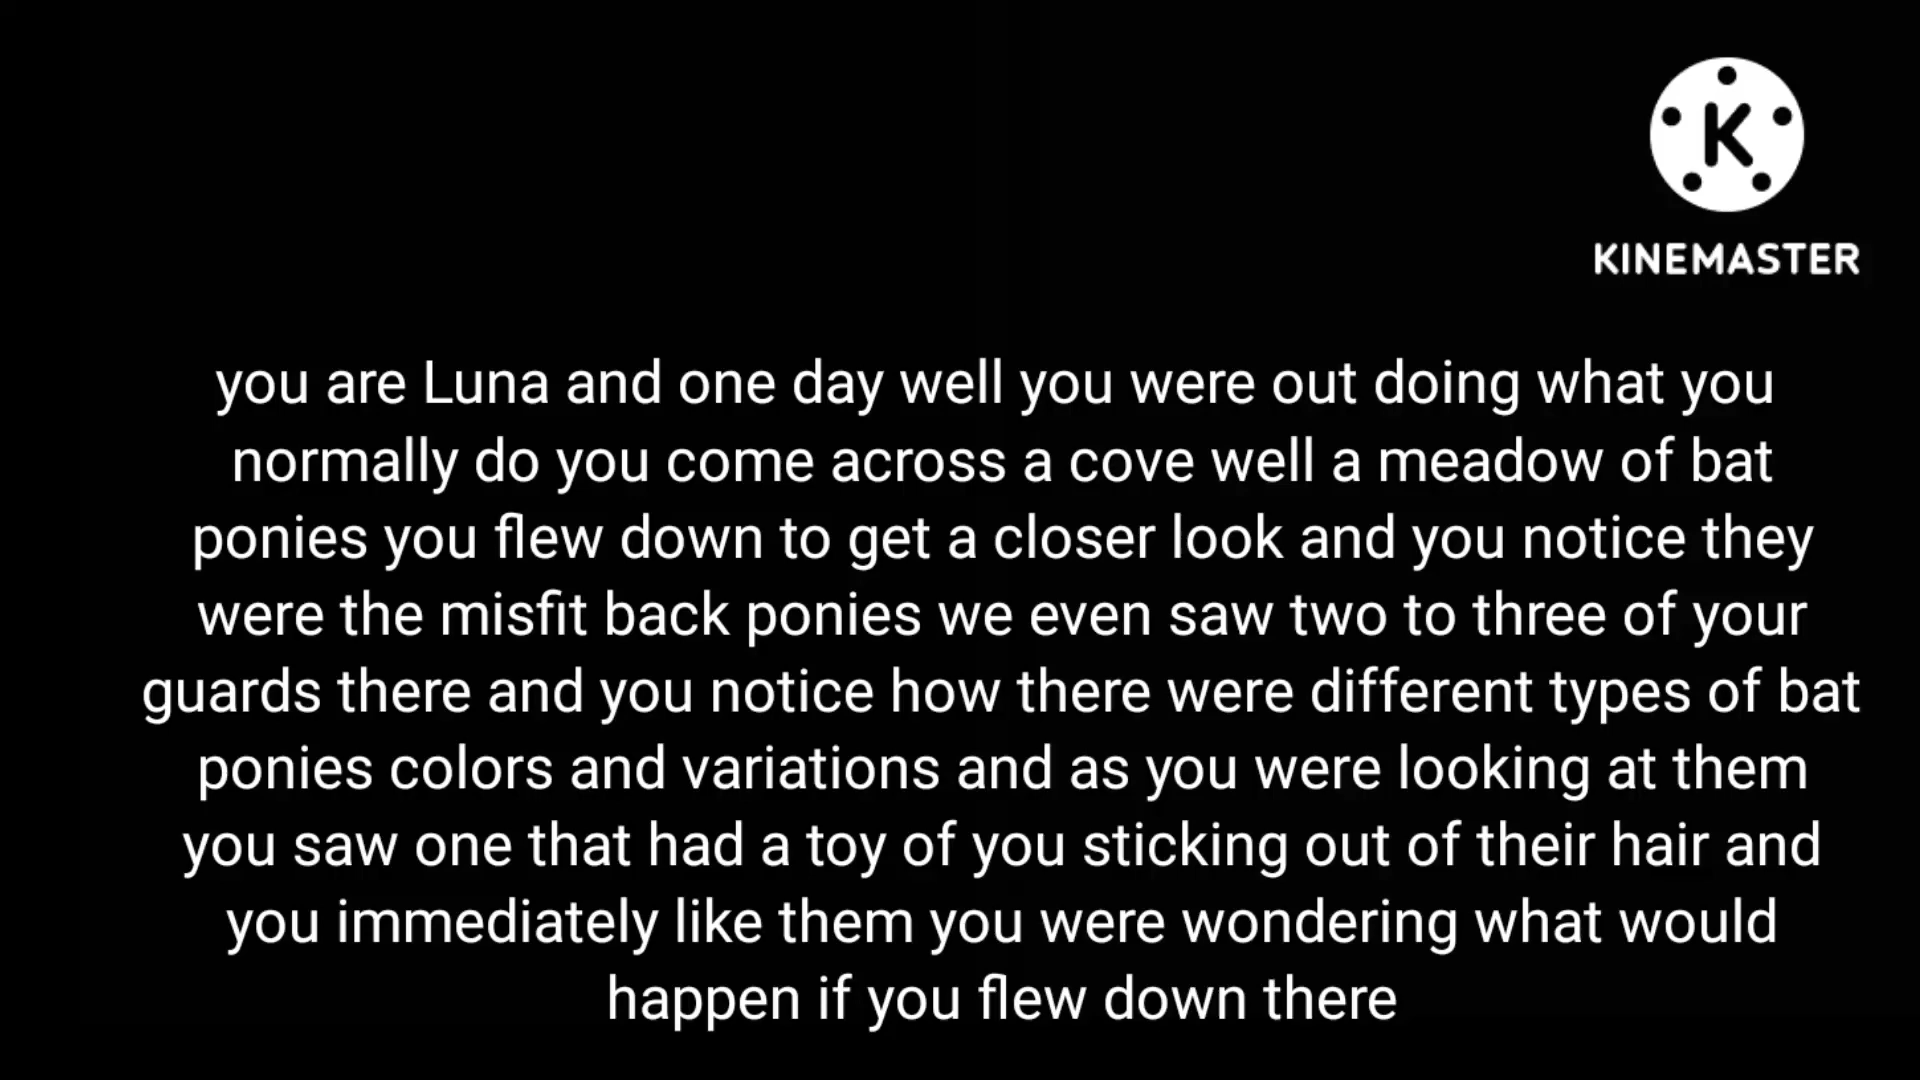 K
KINEMASTER
you are Luna and one day well you were out doing what you
normally do you come across a cove well a meadow of bat
ponies you flew down to get a closer look and you notice they
were the misfit back ponies we even saw two to three of your
guards there and you notice how there were different types of bat
ponies colors and variations and as you were looking at them
you saw one that had a toy of you sticking out of their hair and
you immediately like them you were wondering what would
happen if you flew down there